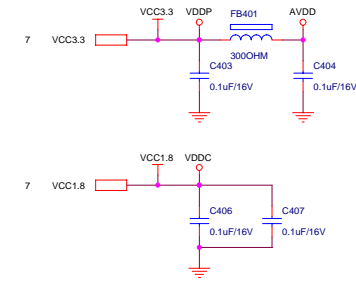 VCC3.3 VDDP FB401 AVDD
7 VCC3.3
300OHM
C403 C404
0.1uF/16V 0.1uF/16V
VCC1.8 VDDC
7 VCC1.8
C406 C407
0.1uF/16V 0.1uF/16V